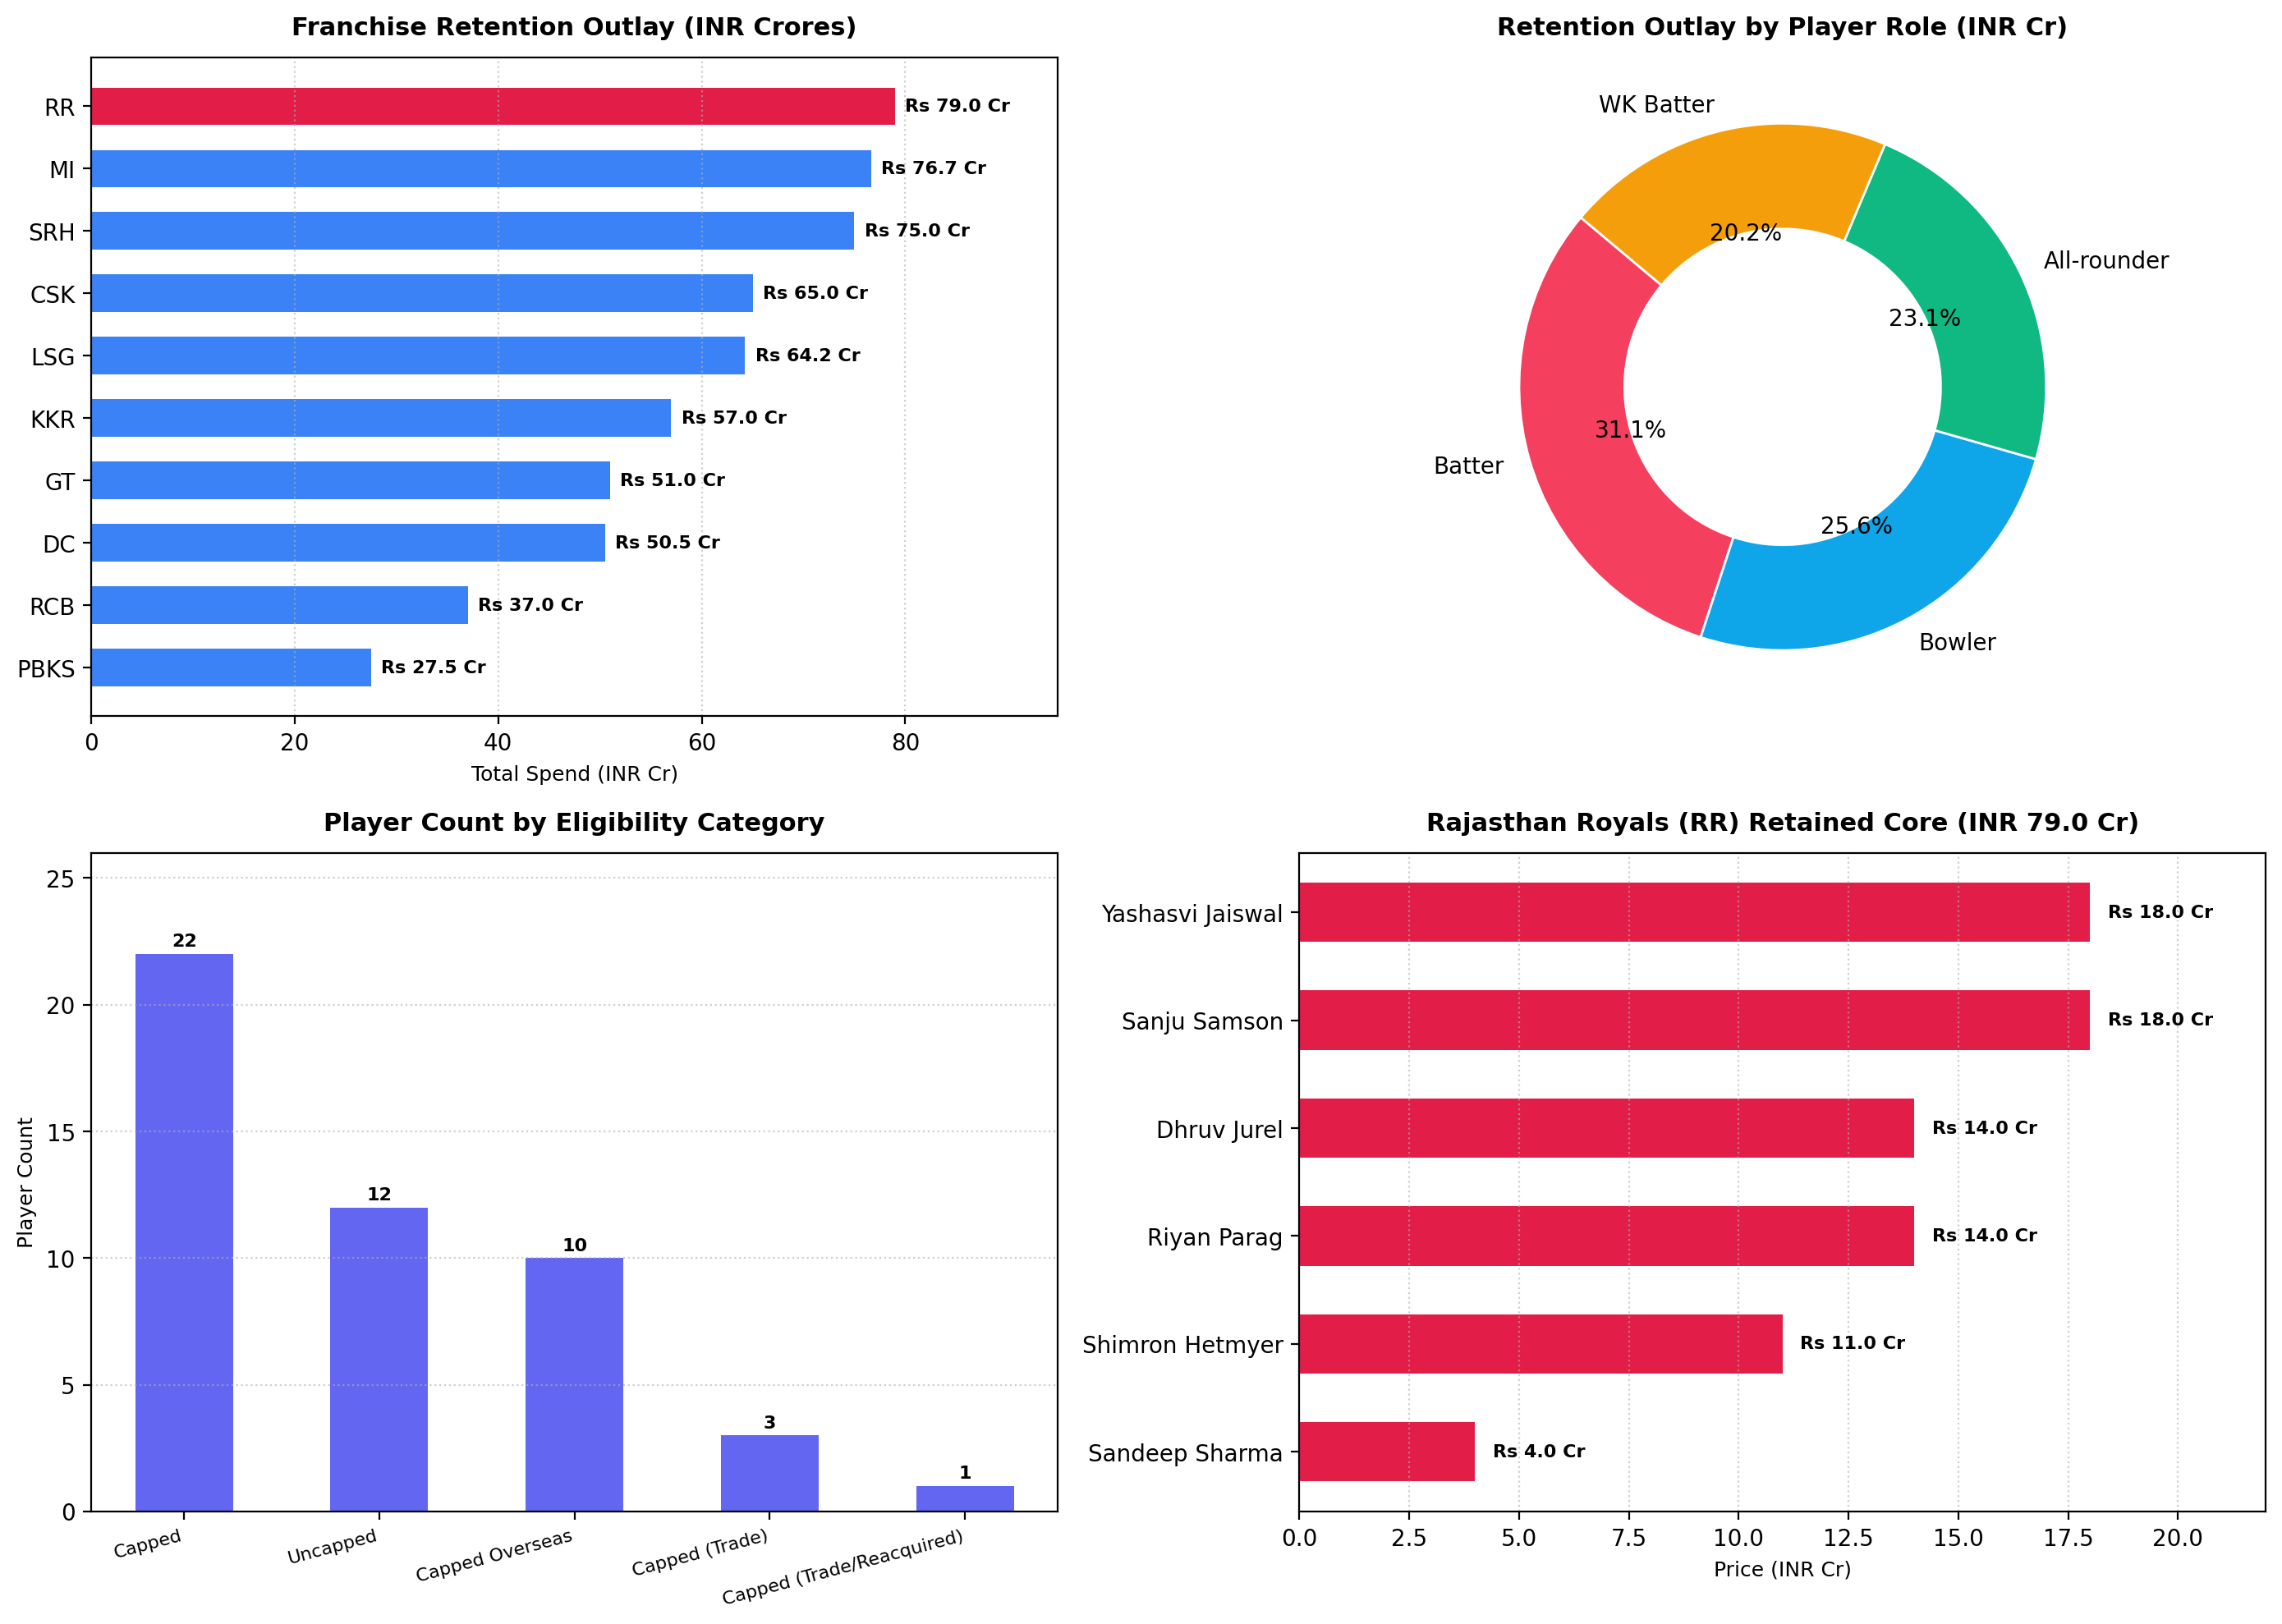 Franchise Retention Outlay (INR Crores)
RR
Rs 79.0 Cr
MI
Rs 76.7 Cr
SRH
Rs 75.0 Cr
CSK
Rs 65.0 Cr
LSG
Rs 64.2 Cr
KKR
Rs 57.0 Cr
GT
Rs 51.0 Cr
DC
Rs 50.5 Cr
RCB
Rs 37.0 Cr
PBKS
Rs 27.5 Cr
0 20 40 60 80
Total Spend (INR Cr)
Retention Outlay by Player Role (INR Cr)
WK Batter
20.2%
All-rounder
23.1%
31.1%
Batter
25.6%
Bowler
Player Count by Eligibility Category
Player Count
25
20
15
10
5
0
22
12
10
3
1
Capped
Uncapped
Capped Overseas
Capped (Trade)
Capped (Trade/Reacquired)
Rajasthan Royals (RR) Retained Core (INR 79.0 Cr)
Yashasvi Jaiswal
Rs 18.0 Cr
Sanju Samson
Rs 18.0 Cr
Dhruv Jurel
Rs 14.0 Cr
Riyan Parag
Rs 14.0 Cr
Shimron Hetmyer
Rs 11.0 Cr
Sandeep Sharma
Rs 4.0 Cr
0.0 2.5 5.0 7.5 10.0 12.5 15.0 17.5 20.0
Price (INR Cr)